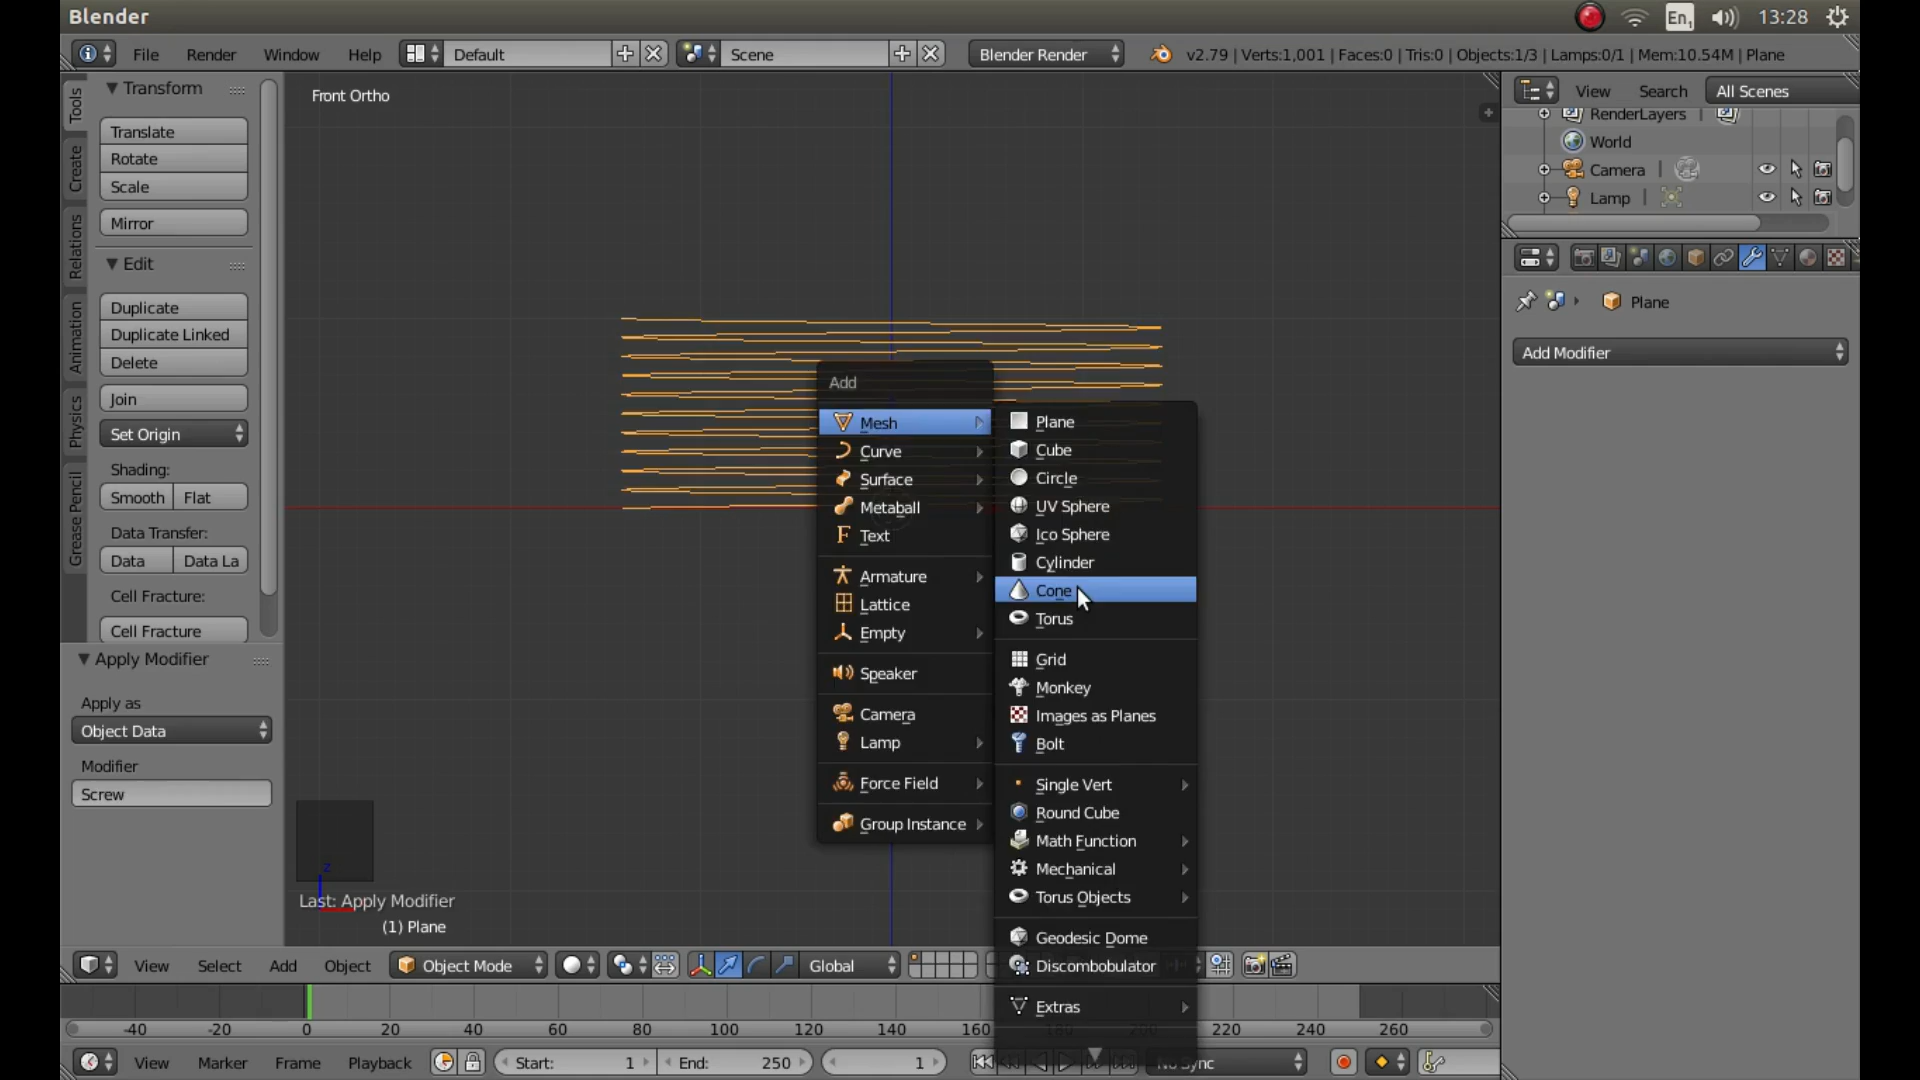 Blender
En1 13:28
File Render Window Help Default Scene Blender Render v2.79 | Verts:1,001 | Faces:0 | Tris:0 | Objects:1/3 | Lamps:0/1 | Mem:10.54M | Plane
Tools
Create
Relations
Animation
Physics
Grease Pencil
Transform
Translate
Rotate
Scale
Mirror
Edit
Duplicate
Duplicate Linked
Delete
Join
Set Origin
Shading:
Smooth Flat
Data Transfer:
Data Data La
Cell Fracture:
Cell Fracture
Apply Modifier
Apply as
Object Data
Modifier
Screw
Front Ortho
z
Last: Apply Modifier
(1) Plane
Add
Mesh
Curve
Surface
Metaball
Text
Armature
Lattice
Empty
Speaker
Camera
Lamp
Force Field
Group Instance
Plane
Cube
Circle
UV Sphere
Ico Sphere
Cylinder
Cone
Torus
Grid
Monkey
Images as Planes
Bolt
Single Vert
Round Cube
Math Function
Mechanical
Torus Objects
Geodesic Dome
Discombobulator
Extras
View Search All Scenes
RenderLayers
World
Camera
Lamp
Plane
Add Modifier
View Select Add Object Object Mode Global
-40 -20 0 20 40 60 80 100 120 140 160 180 200 220 240 260
View Marker Frame Playback Start: 1 End: 250 1 No Sync